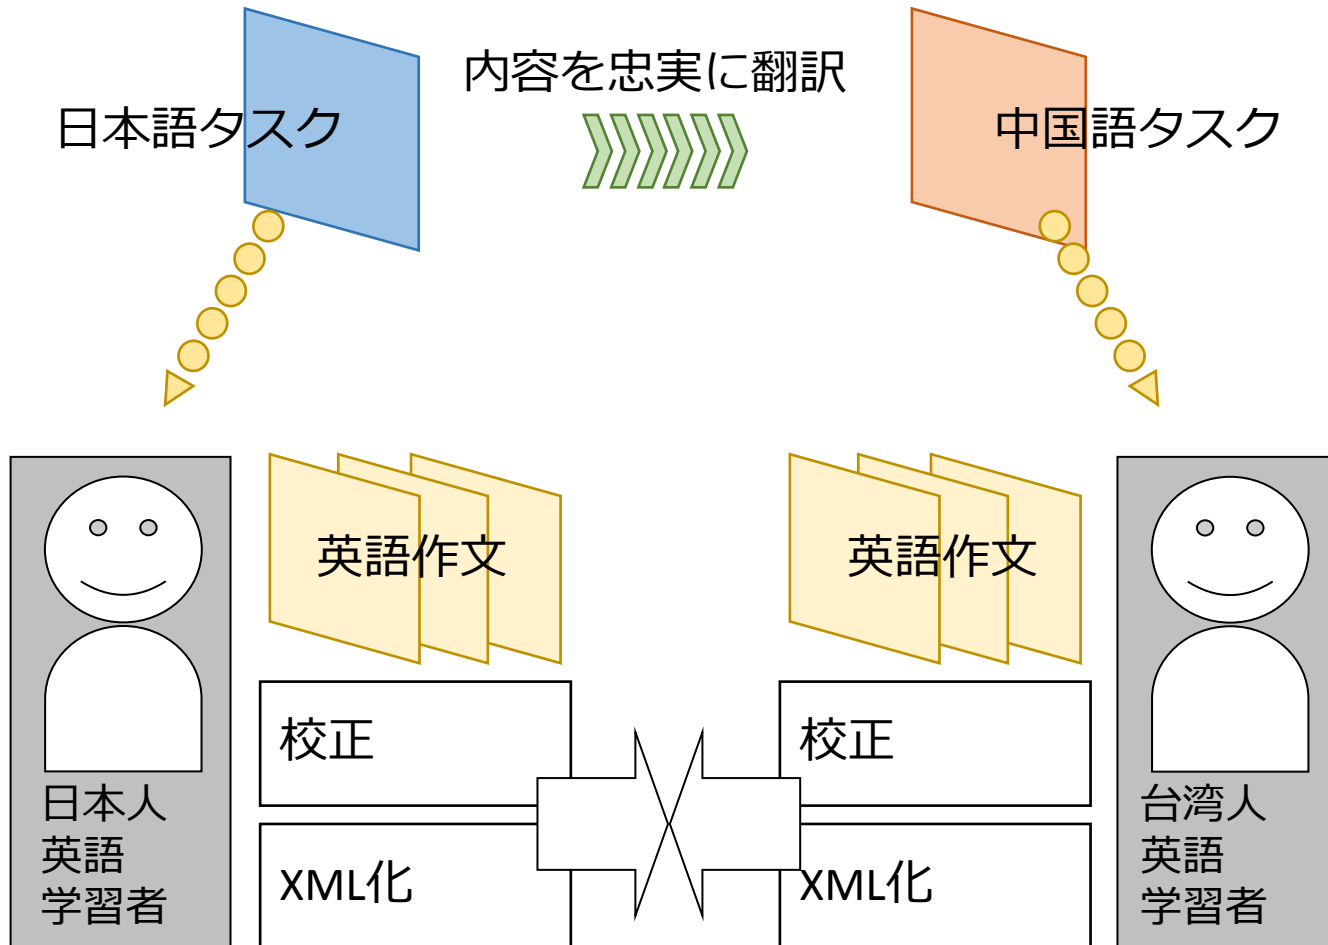 内容を忠実に翻訳
日本語タスク
中国語タスク
英語作文
英語作文
校正
校正
日本人
英語
学習者
台湾人
英語
学習者
XML化
XML化